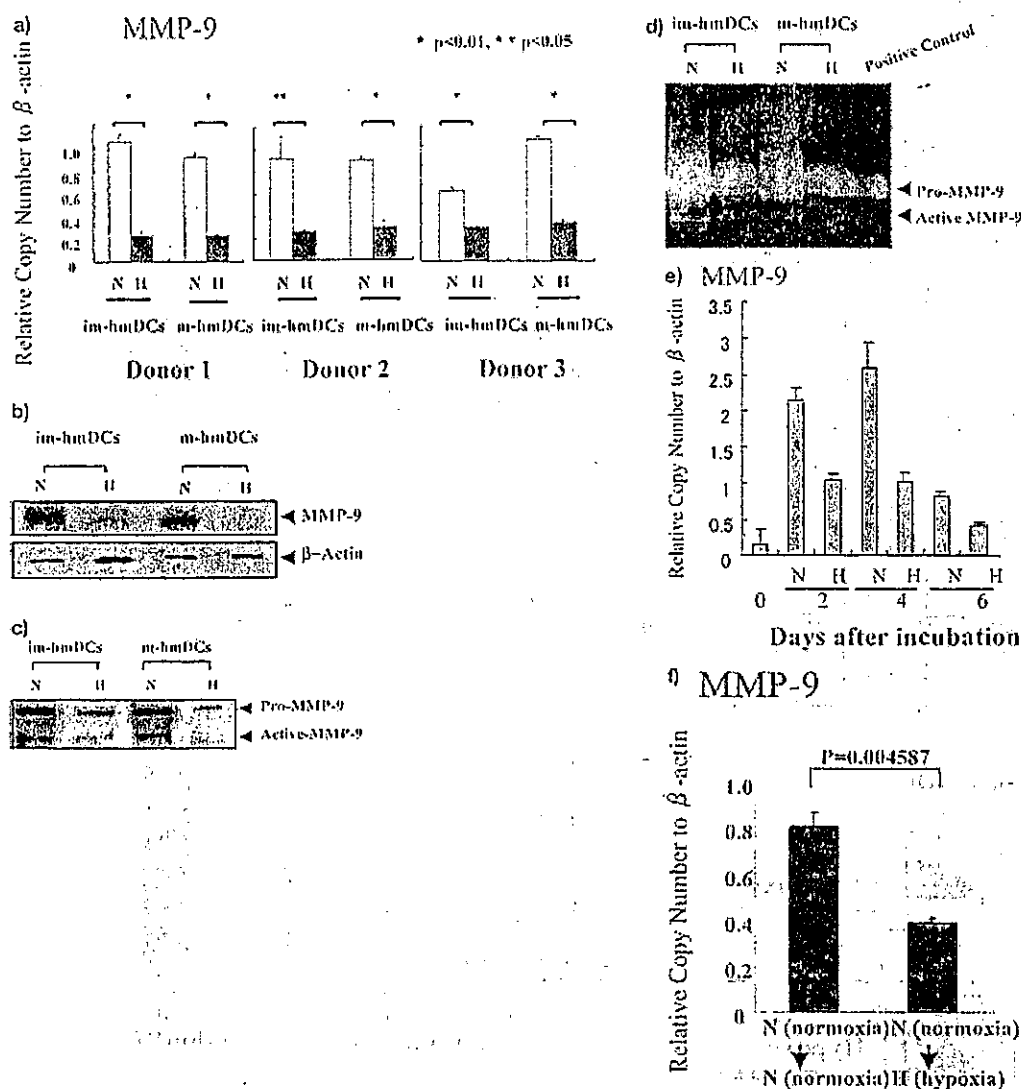 a) MMP-9
* p<0.01, ** p<0.05
Relative Copy Number to β-actin
* * ** * * *
1.0
0.8
0.6
0.4
0.2
0
N H N H N H N H N H N H
im-hmDCs m-hmDCs im-hmDCs m-hmDCs im-hmDCs m-hmDCs
Donor 1 Donor 2 Donor 3
b)
im-hmDCs m-hmDCs
N H N H
MMP-9
β-Actin
c)
im-hmDCs m-hmDCs
N H N H
Pro-MMP-9
Active-MMP-9
d)
im-hmDCs m-hmDCs
N H N H Positive Control
Pro-MMP-9
Active MMP-9
e) MMP-9
Relative Copy Number to β-actin
3.5
3
2.5
2
1.5
1
0.5
0
N H N H N H
0 2 4 6
Days after incubation
f) MMP-9
P=0.004587
Relative Copy Number to β-actin
1.0
0.8
0.6
0.4
0.2
0
N (normoxia) N (normoxia)
N (normoxia) H (hypoxia)